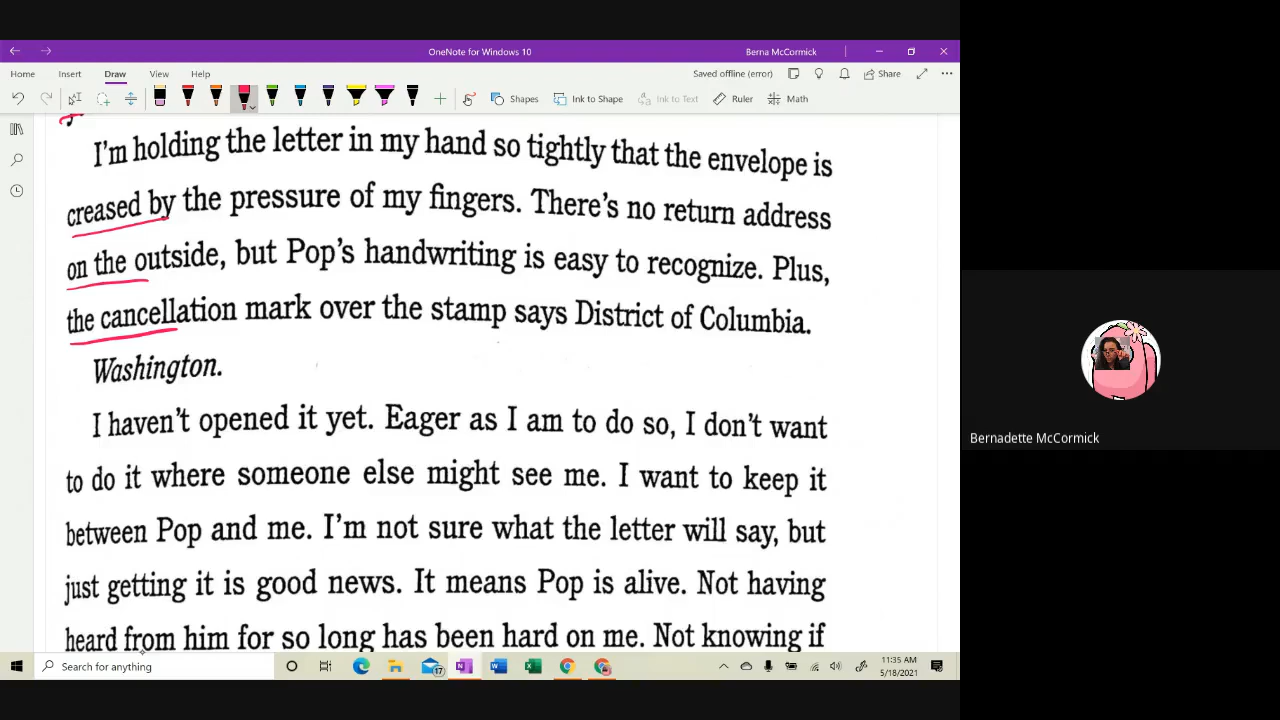 OneNote for Windows 10
Berna McCormick
Home Insert Draw View Help
Saved offline (error)
Share
Shapes Ink to Shape Ink to Text Ruler Math
I'm holding the letter in my hand so tightly that the envelope is
creased by the pressure of my fingers. There's no return address
on the outside, but Pop's handwriting is easy to recognize. Plus,
the cancellation mark over the stamp says District of Columbia.
Washington.
I haven't opened it yet. Eager as I am to do so, I don't want
to do it where someone else might see me. I want to keep it
between Pop and me. I'm not sure what the letter will say, but
just getting it is good news. It means Pop is alive. Not having
heard from him for so long has been hard on me. Not knowing if
Bernadette McCormick
Search for anything
17
11:35 AM
5/18/2021